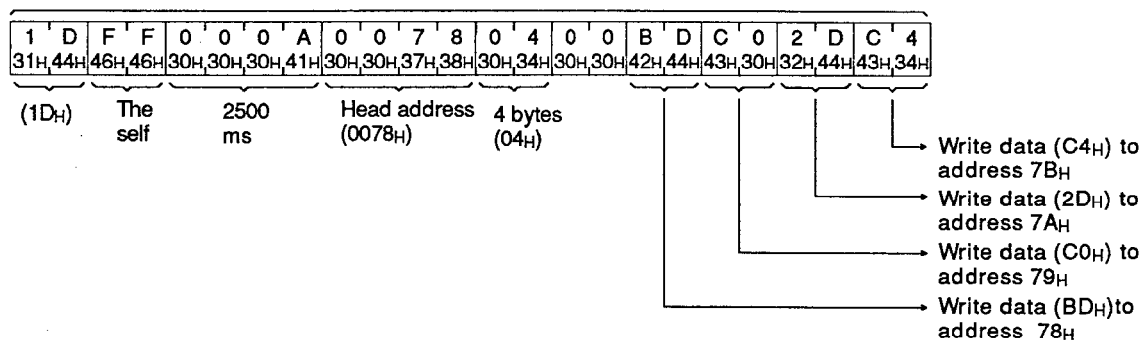 1 D F F 0 0 0 A 0 0 7 8 0 4 0 0 B D C 0 2 D C 4
31H 44H 46H 46H 30H 30H 30H 41H 30H 30H 37H 38H 30H 34H 30H 30H 42H 44H 43H 30H 32H 44H 43H 34H
(1DH) The 2500 Head address 4 bytes
self ms (0078H) (04H)
Write data (C4H) to
address 7BH
Write data (2DH) to
address 7AH
Write data (C0H) to
address 79H
Write data (BDH)to
address 78H